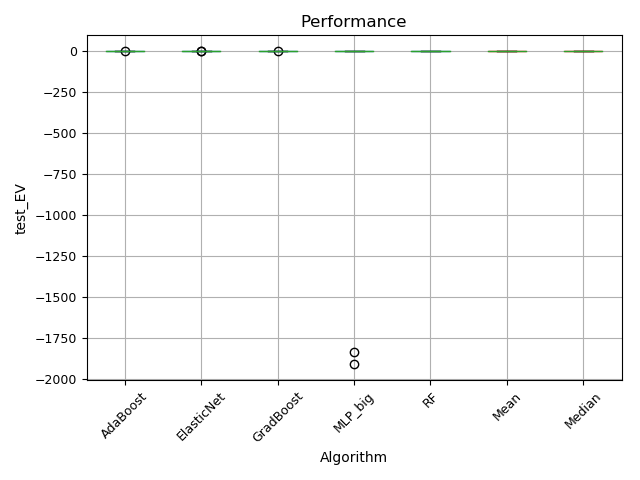 Performance
test_EV
0
−250
−500
−750
−1000
−1250
−1500
−1750
−2000
AdaBoost
ElasticNet
GradBoost
MLP_big
RF
Mean
Median
Algorithm